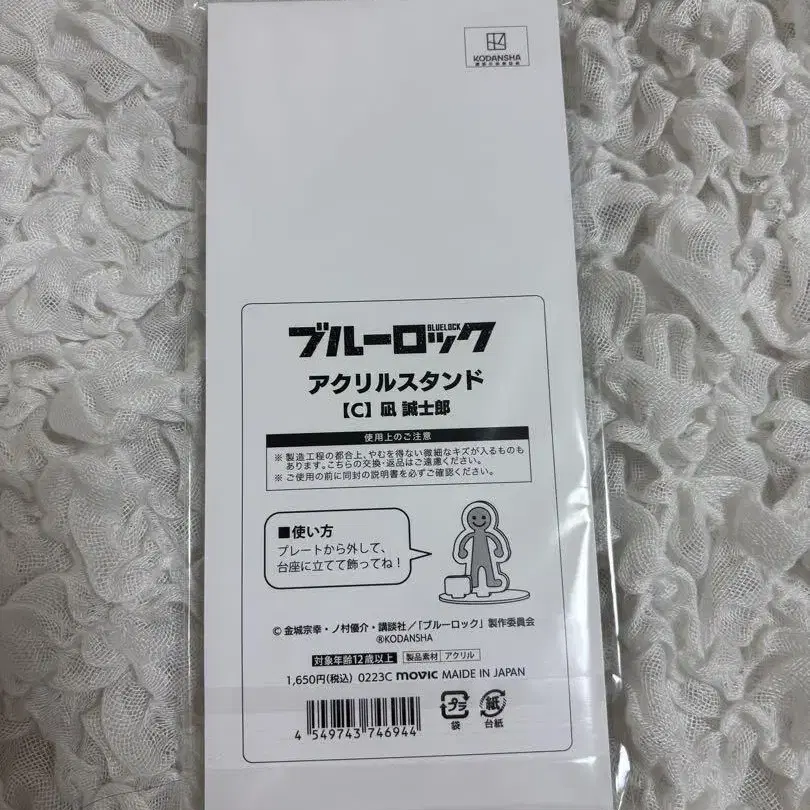 KODANSHA
ブルーロック
BLUELOCK
アクリルスタンド
【C】凪 誠士郎
使用上のご注意
※ 製造工程の都合上、やむを得ない微細なキズが入るものも
あります。こちらの交換・返品はご遠慮ください。
※ ご使用の前に同封の説明書を必ずご確認ください。
■使い方
プレートから外して、
台座に立てて飾ってね！
© 金城宗幸・ノ村優介・講談社／「ブルーロック」製作委員会
®KODANSHA
対象年齢12歳以上 製品素材 アクリル
1,650円(税込) 0223C movic MAIDE IN JAPAN
プラ 紙
袋 台紙
4 549743 746944